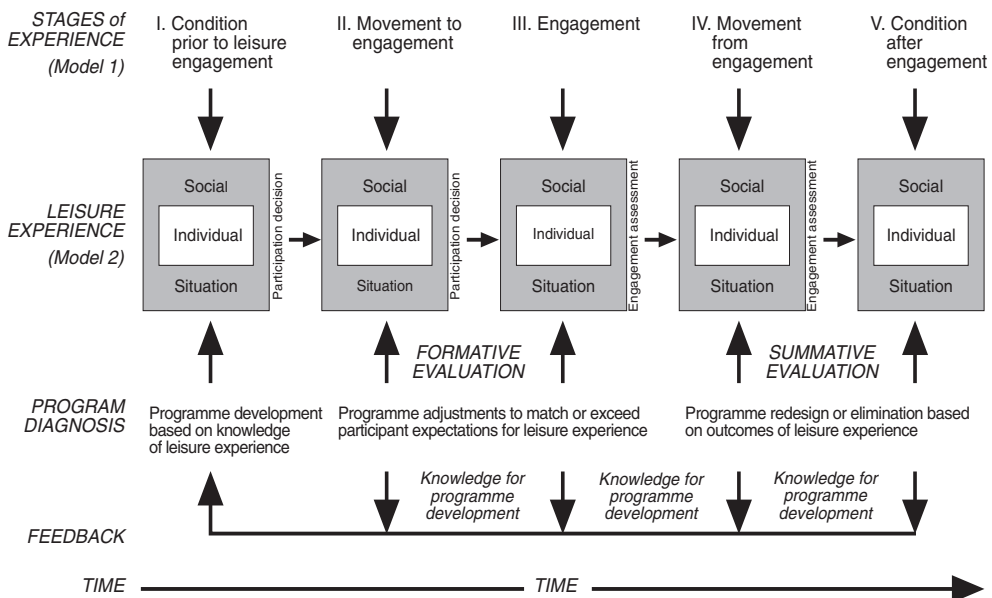 STAGES of
EXPERIENCE
(Model 1)
I. Condition
prior to leisure
engagement
II. Movement to
engagement
III. Engagement
IV. Movement
from
engagement
V. Condition
after
engagement
LEISURE
EXPERIENCE
(Model 2)
Social
Individual
Situation
Participation decision
Social
Individual
Situation
Participation decision
Social
Individual
Situation
Engagement assessment
Social
Individual
Situation
Engagement assessment
Social
Individual
Situation
FORMATIVE
EVALUATION
SUMMATIVE
EVALUATION
PROGRAM
DIAGNOSIS
Programme development
based on knowledge
of leisure experience
Programme adjustments to match or exceed
participant expectations for leisure experience
Programme redesign or elimination based
on outcomes of leisure experience
Knowledge for
programme
development
Knowledge for
programme
development
Knowledge for
programme
development
FEEDBACK
TIME
TIME